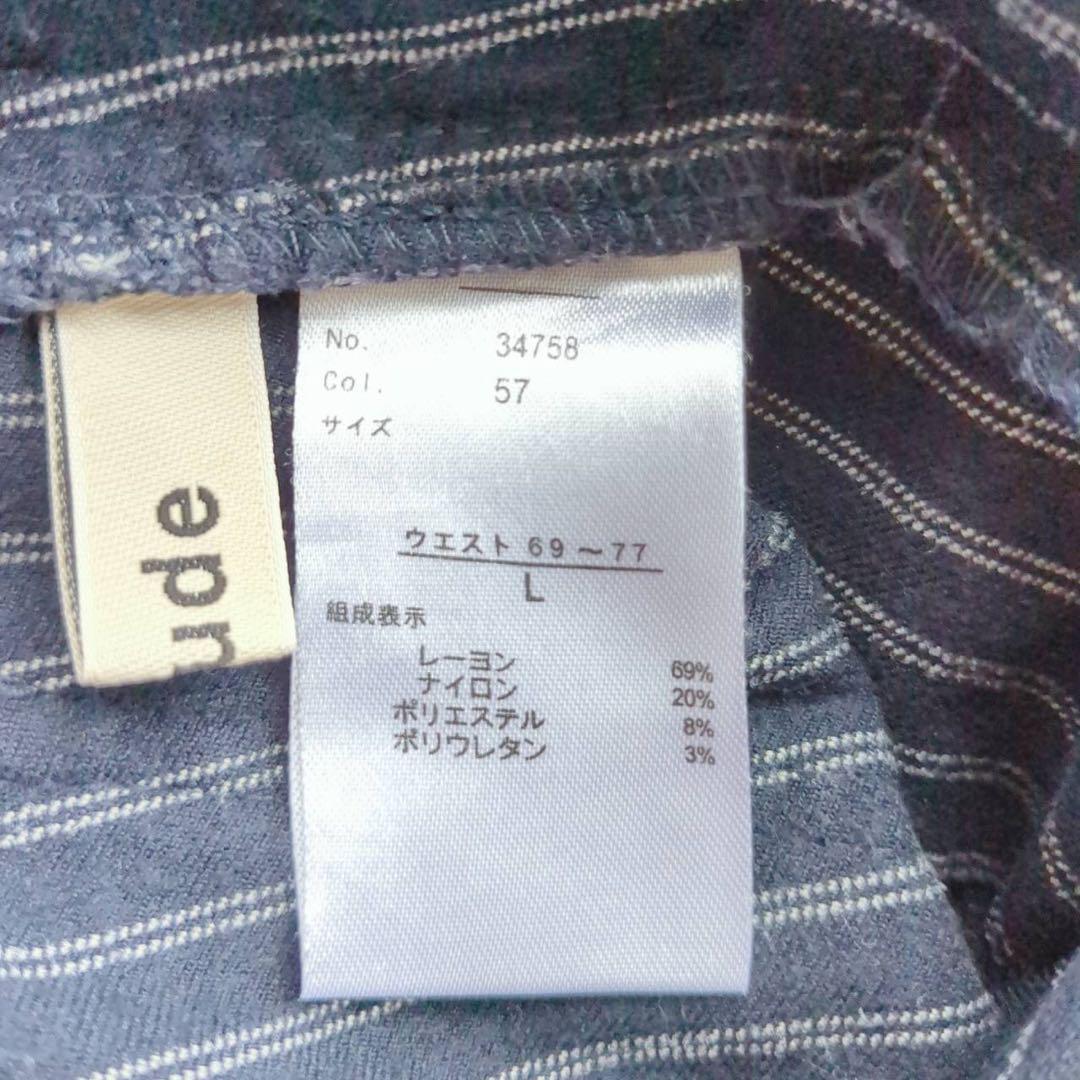 ude
No. 34758
Col. 57
サイズ
ウエスト 69〜77
L
組成表示
レーヨン 69%
ナイロン 20%
ポリエステル 8%
ポリウレタン 3%